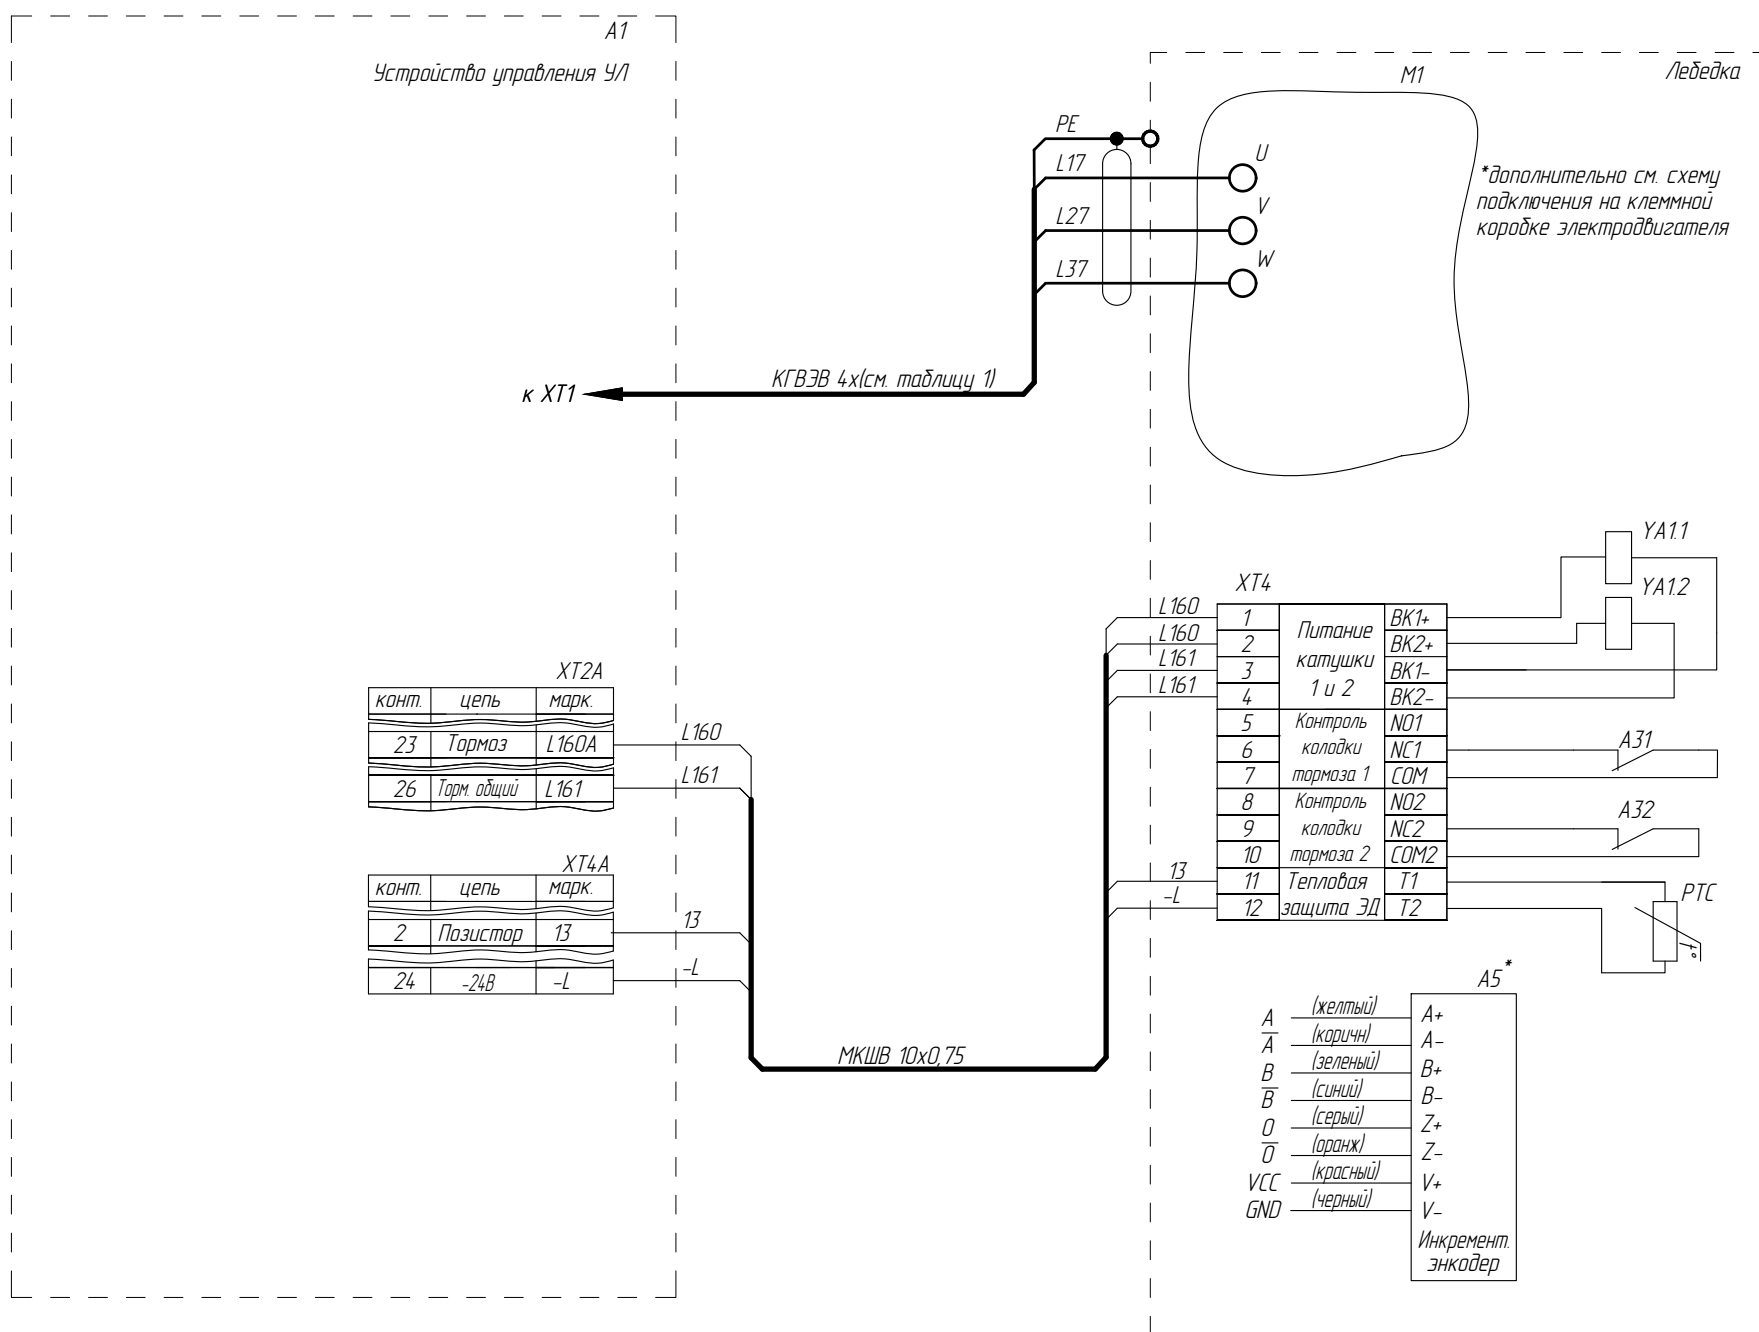 A1
Устройство управления УЛ
Лебедка
M1
PE
L17
L27
L37
U
V
W
*дополнительно см. схему
подключения на клеммной
коробке электродвигателя
КГВЭВ 4х(см. таблицу 1)
к XT1
XT2A
конт. цепь марк.
23 Тормоз L160A
26 Торм. общий L161
L160
L161
XT4A
конт. цепь марк.
2 Позистор 13
24 -24В -L
13
-L
МКШВ 10х0,75
XT4
L160
L160
L161
L161
13
-L
1 BK1+
2 BK2+
3 BK1-
4 BK2-
Питание
катушки
1 и 2
5 NO1
6 NC1
7 COM
Контроль
колодки
тормоза 1
8 NO2
9 NC2
10 COM2
Контроль
колодки
тормоза 2
11 Тепловая T1
12 защита ЭД T2
YA1.1
YA1.2
A31
A32
PTC
t°
A5*
A (желтый) A+
A̅ (коричн) A-
B (зеленый) B+
B̅ (синий) B-
0 (серый) Z+
0̅ (оранж) Z-
VCC (красный) V+
GND (черный) V-
Инкремент.
энкодер